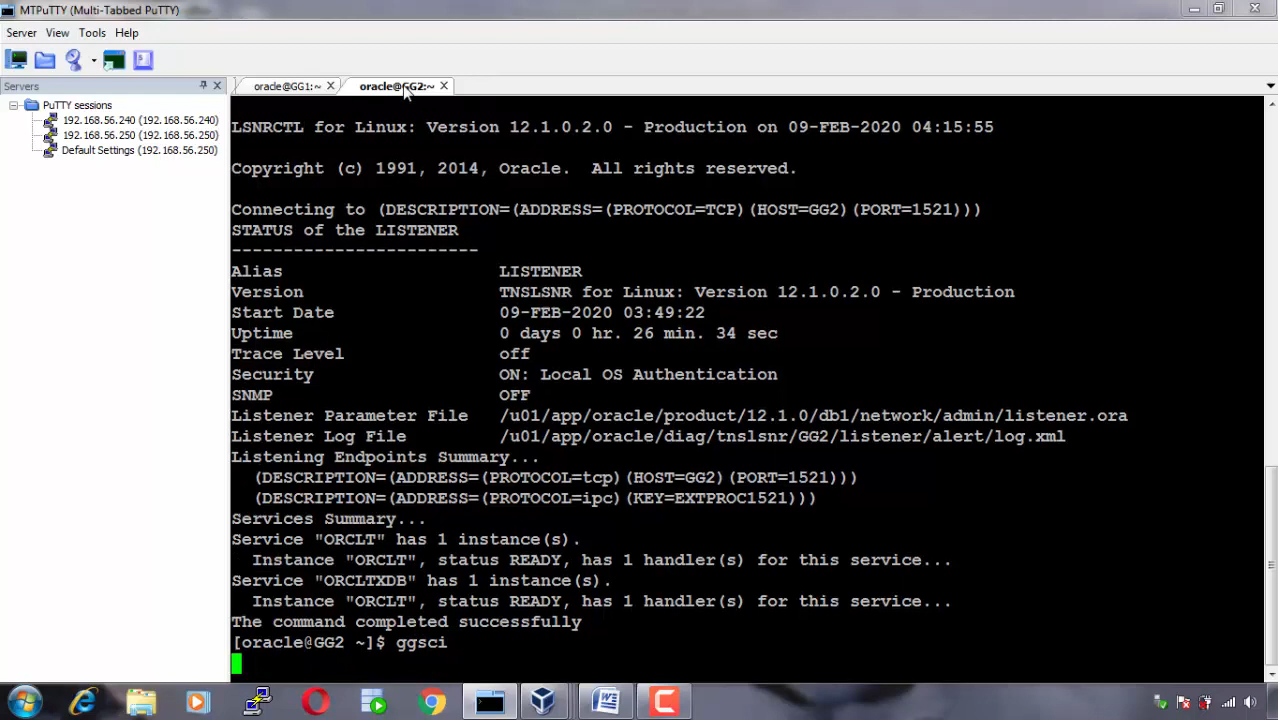 MTPuTTY (Multi-Tabbed PuTTY)
Server View Tools Help
Servers
oracle@GG1:~
oracle@GG2:~
PuTTY sessions
192.168.56.240 (192.168.56.240)
192.168.56.250 (192.168.56.250)
Default Settings (192.168.56.250)
LSNRCTL for Linux: Version 12.1.0.2.0 - Production on 09-FEB-2020 04:15:55
Copyright (c) 1991, 2014, Oracle.  All rights reserved.
Connecting to (DESCRIPTION=(ADDRESS=(PROTOCOL=TCP)(HOST=GG2)(PORT=1521)))
STATUS of the LISTENER
------------------------
Alias                     LISTENER
Version                   TNSLSNR for Linux: Version 12.1.0.2.0 - Production
Start Date                09-FEB-2020 03:49:22
Uptime                    0 days 0 hr. 26 min. 34 sec
Trace Level               off
Security                  ON: Local OS Authentication
SNMP                      OFF
Listener Parameter File   /u01/app/oracle/product/12.1.0/db1/network/admin/listener.ora
Listener Log File         /u01/app/oracle/diag/tnslsnr/GG2/listener/alert/log.xml
Listening Endpoints Summary...
(DESCRIPTION=(ADDRESS=(PROTOCOL=tcp)(HOST=GG2)(PORT=1521)))
(DESCRIPTION=(ADDRESS=(PROTOCOL=ipc)(KEY=EXTPROC1521)))
Services Summary...
Service "ORCLT" has 1 instance(s).
Instance "ORCLT", status READY, has 1 handler(s) for this service...
Service "ORCLTXDB" has 1 instance(s).
Instance "ORCLT", status READY, has 1 handler(s) for this service...
The command completed successfully
[oracle@GG2 ~]$ ggsci